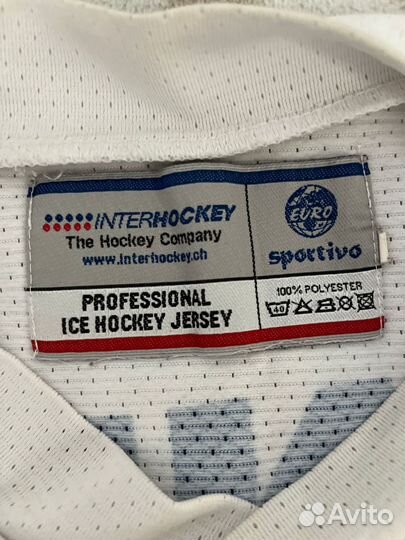 INTERHOCKEY
The Hockey Company
www.interhockey.ch
EURO
sportivo
PROFESSIONAL
ICE HOCKEY JERSEY
100% POLYESTER
40
Avito